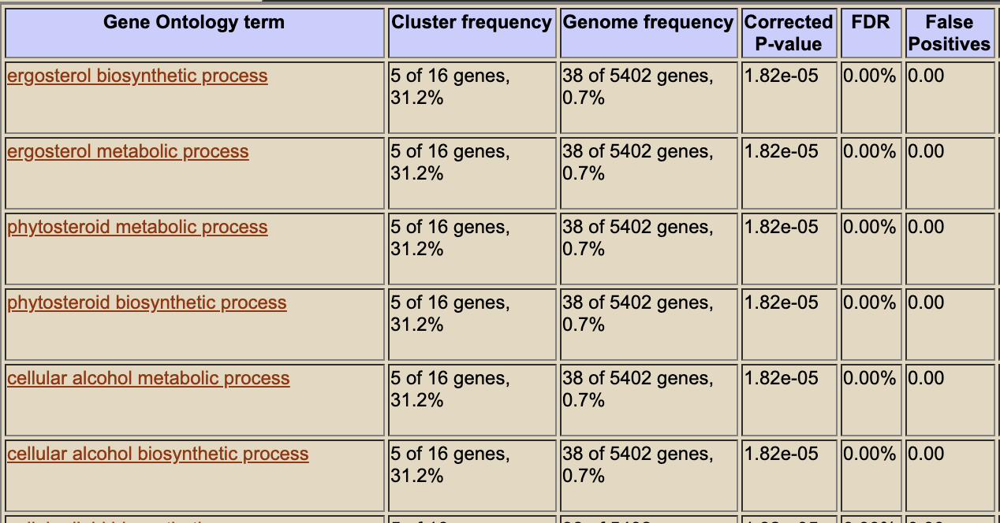 Gene Ontology term Cluster frequency Genome frequency Corrected P-value FDR False Positives
ergosterol biosynthetic process 5 of 16 genes, 31.2% 38 of 5402 genes, 0.7% 1.82e-05 0.00% 0.00
ergosterol metabolic process 5 of 16 genes, 31.2% 38 of 5402 genes, 0.7% 1.82e-05 0.00% 0.00
phytosteroid metabolic process 5 of 16 genes, 31.2% 38 of 5402 genes, 0.7% 1.82e-05 0.00% 0.00
phytosteroid biosynthetic process 5 of 16 genes, 31.2% 38 of 5402 genes, 0.7% 1.82e-05 0.00% 0.00
cellular alcohol metabolic process 5 of 16 genes, 31.2% 38 of 5402 genes, 0.7% 1.82e-05 0.00% 0.00
cellular alcohol biosynthetic process 5 of 16 genes, 31.2% 38 of 5402 genes, 0.7% 1.82e-05 0.00% 0.00